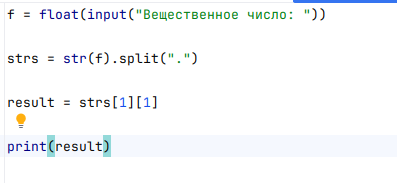 f = float(input("Вещественное число: "))
strs = str(f).split(".")
result = strs[1][1]
print(result)